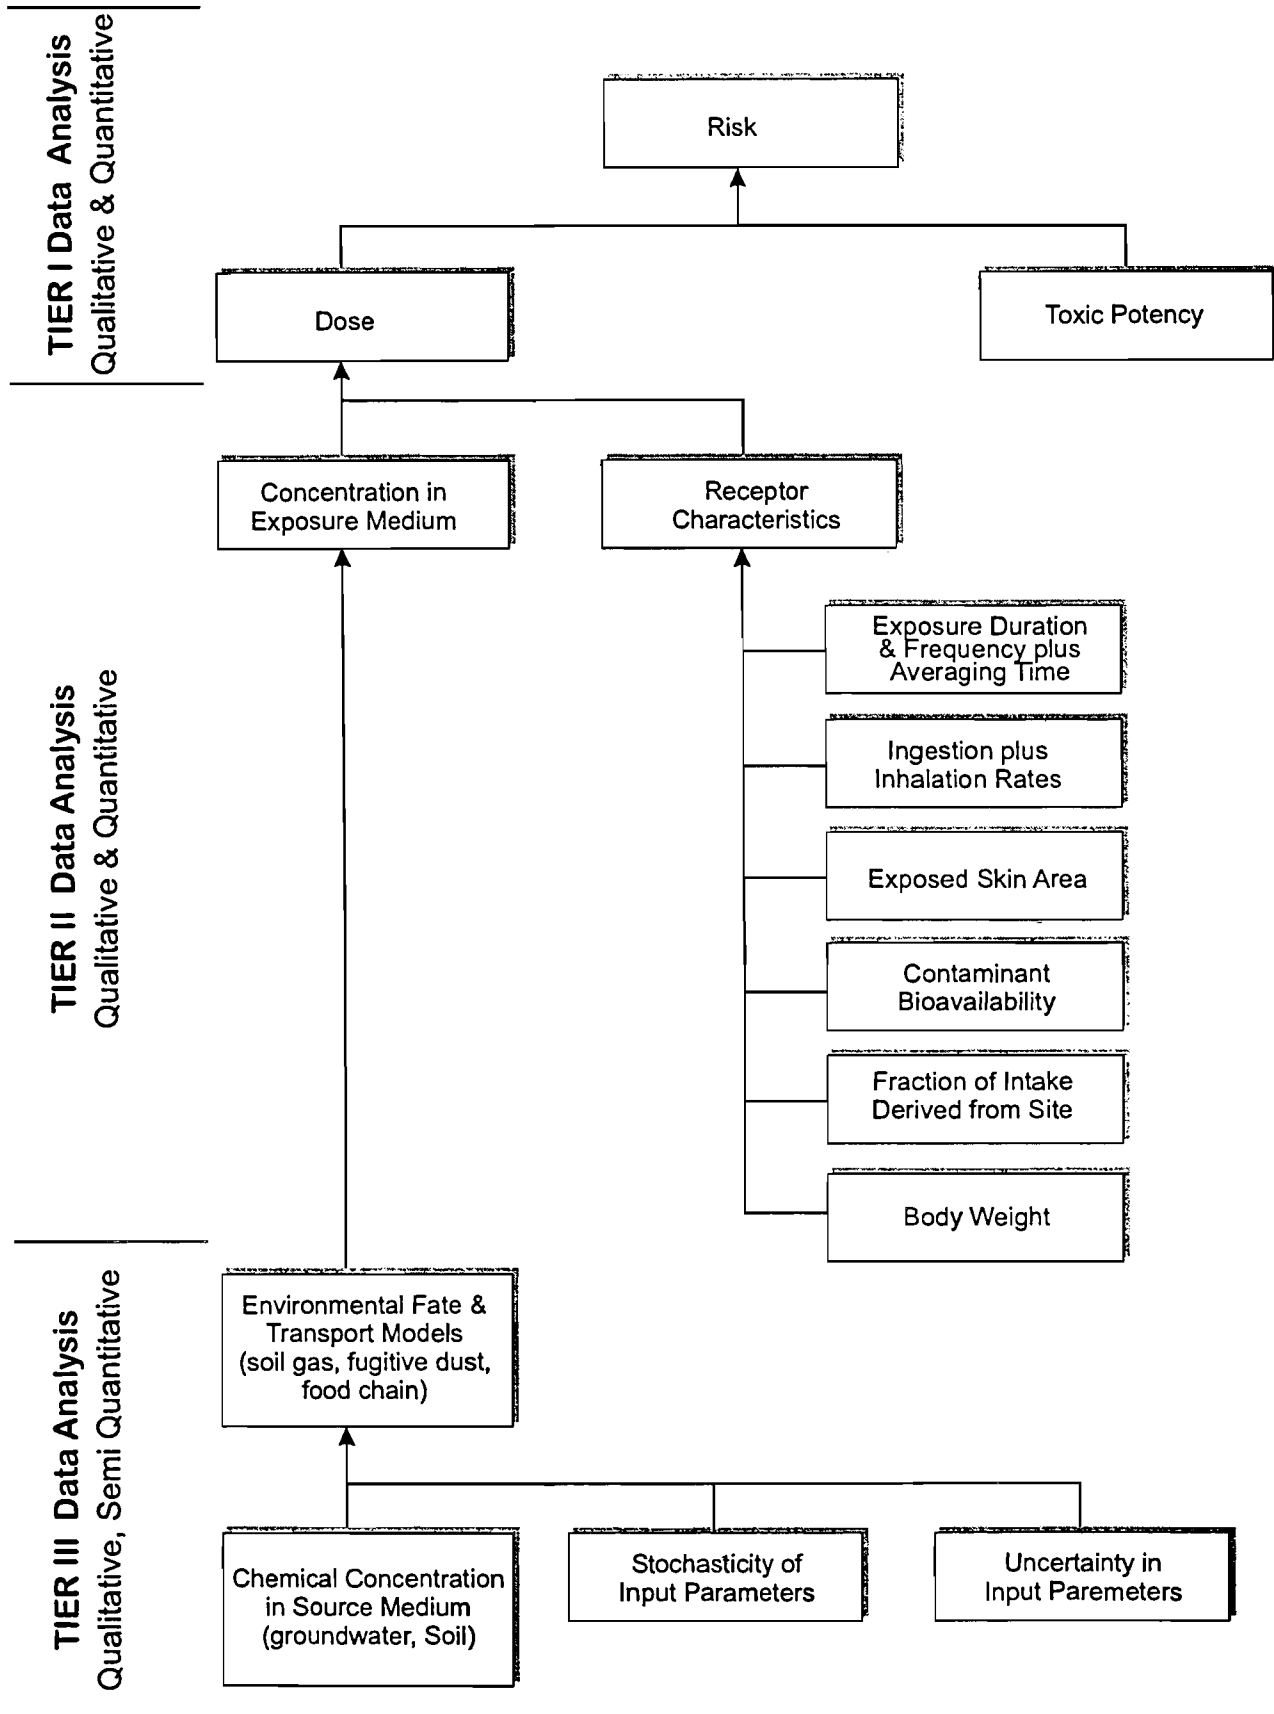 TIER I Data Analysis
Qualitative & Quantitative
Risk
Dose
Toxic Potency
TIER II Data Analysis
Qualitative & Quantitative
Concentration in
Exposure Medium
Receptor
Characteristics
Exposure Duration
& Frequency plus
Averaging Time
Ingestion plus
Inhalation Rates
Exposed Skin Area
Contaminant
Bioavailability
Fraction of Intake
Derived from Site
Body Weight
TIER III Data Analysis
Qualitative, Semi Quantitative
Environmental Fate &
Transport Models
(soil gas, fugitive dust,
food chain)
Chemical Concentration
in Source Medium
(groundwater, Soil)
Stochasticity of
Input Parameters
Uncertainty in
Input Paremeters